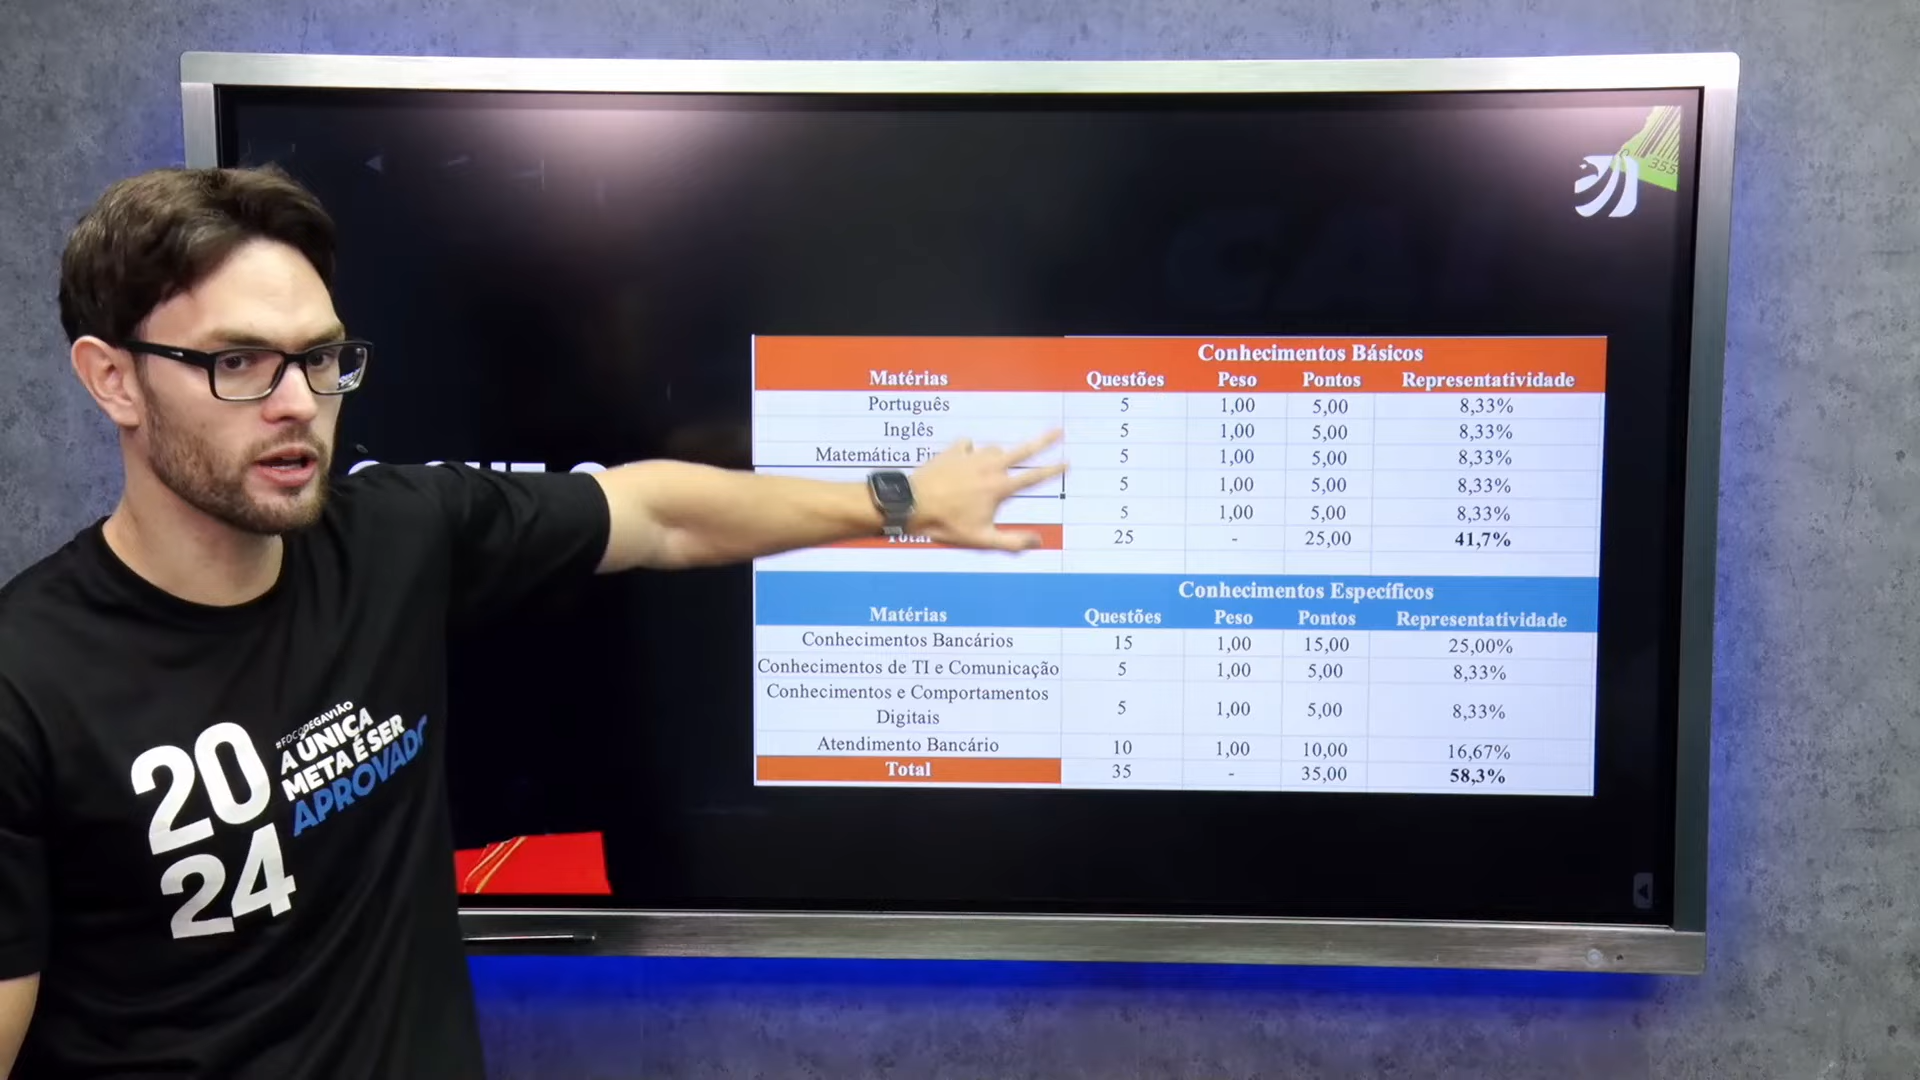 355
CA
Conhecimentos Básicos
Matérias Questões Peso Pontos Representatividade
Português 5 1,00 5,00 8,33%
Inglês 5 1,00 5,00 8,33%
Matemática 5 1,00 5,00 8,33%
5 1,00 5,00 8,33%
5 1,00 5,00 8,33%
Total 25 - 25,00 41,7%
Conhecimentos Específicos
Matérias Questões Peso Pontos Representatividade
Conhecimentos Bancários 15 1,00 15,00 25,00%
Conhecimentos de TI e Comunicação 5 1,00 5,00 8,33%
Conhecimentos e Comportamentos
Digitais 5 1,00 5,00 8,33%
Atendimento Bancário 10 1,00 10,00 16,67%
Total 35 - 35,00 58,3%
2024
#FOCODEGAVIÃO
A ÚNICA
META É SER
APROVADO